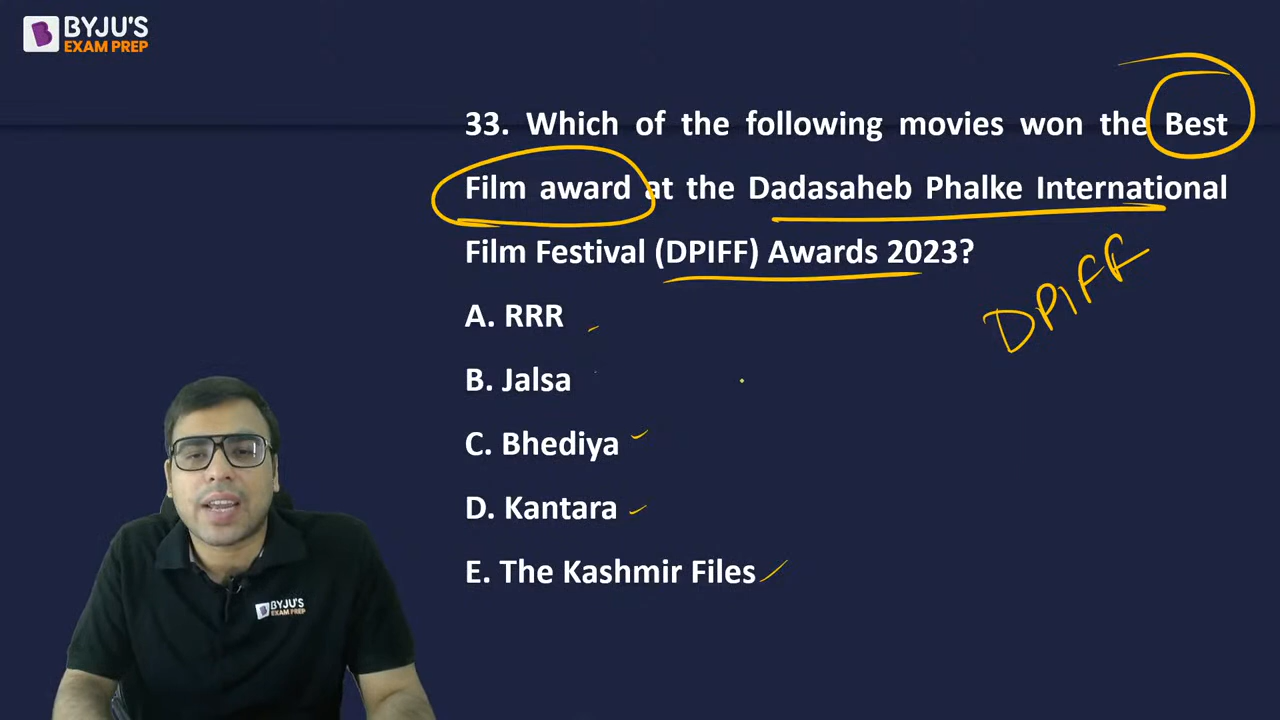 BYJU'S
EXAM PREP
33. Which of the following movies won the Best
Film award at the Dadasaheb Phalke International
Film Festival (DPIFF) Awards 2023?
DPIFF
A. RRR
B. Jalsa
C. Bhediya
D. Kantara
E. The Kashmir Files
BYJU'S
EXAM PREP